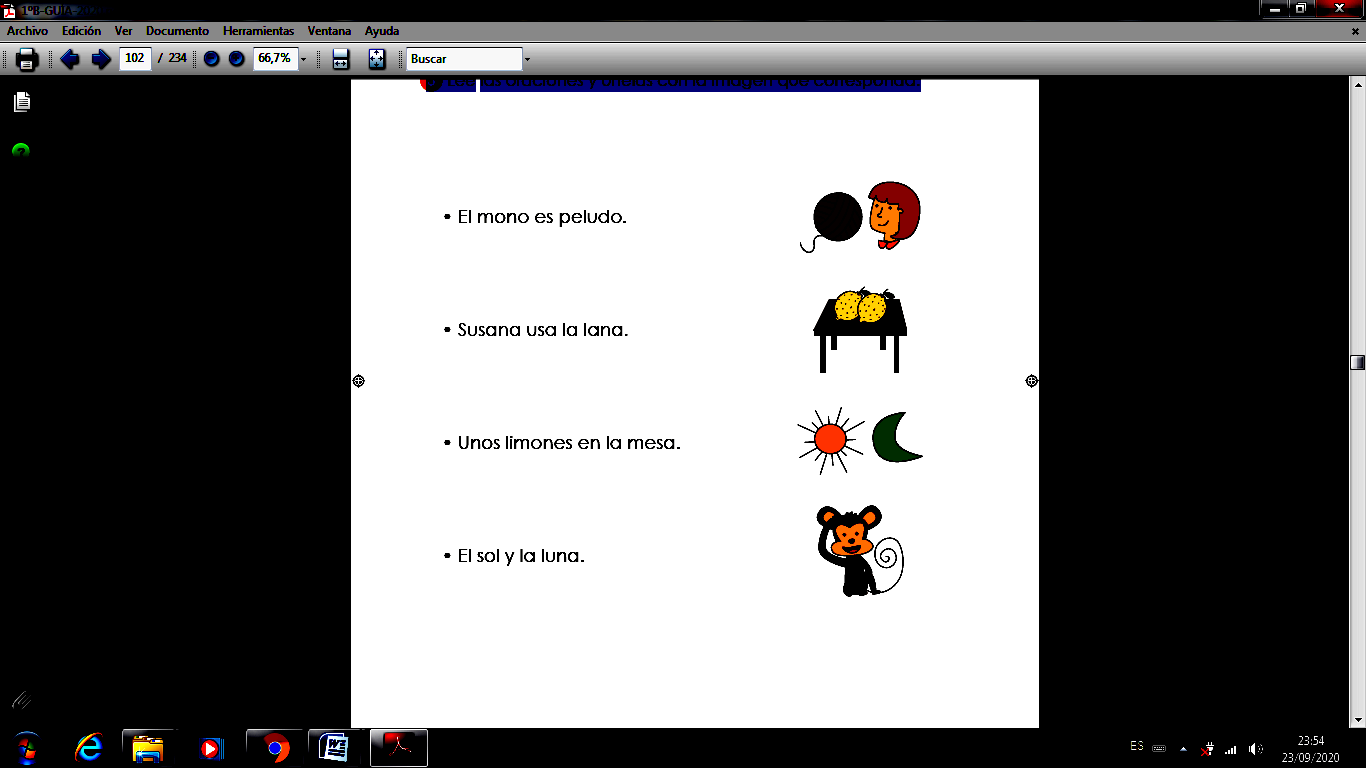 1ºB-GUIA-
Archivo Edición Ver Documento Herramientas Ventana Ayuda
102 / 234 66,7% Buscar
• El mono es peludo.
• Susana usa la lana.
• Unos limones en la mesa.
• El sol y la luna.
ES 23:54
23/09/2020